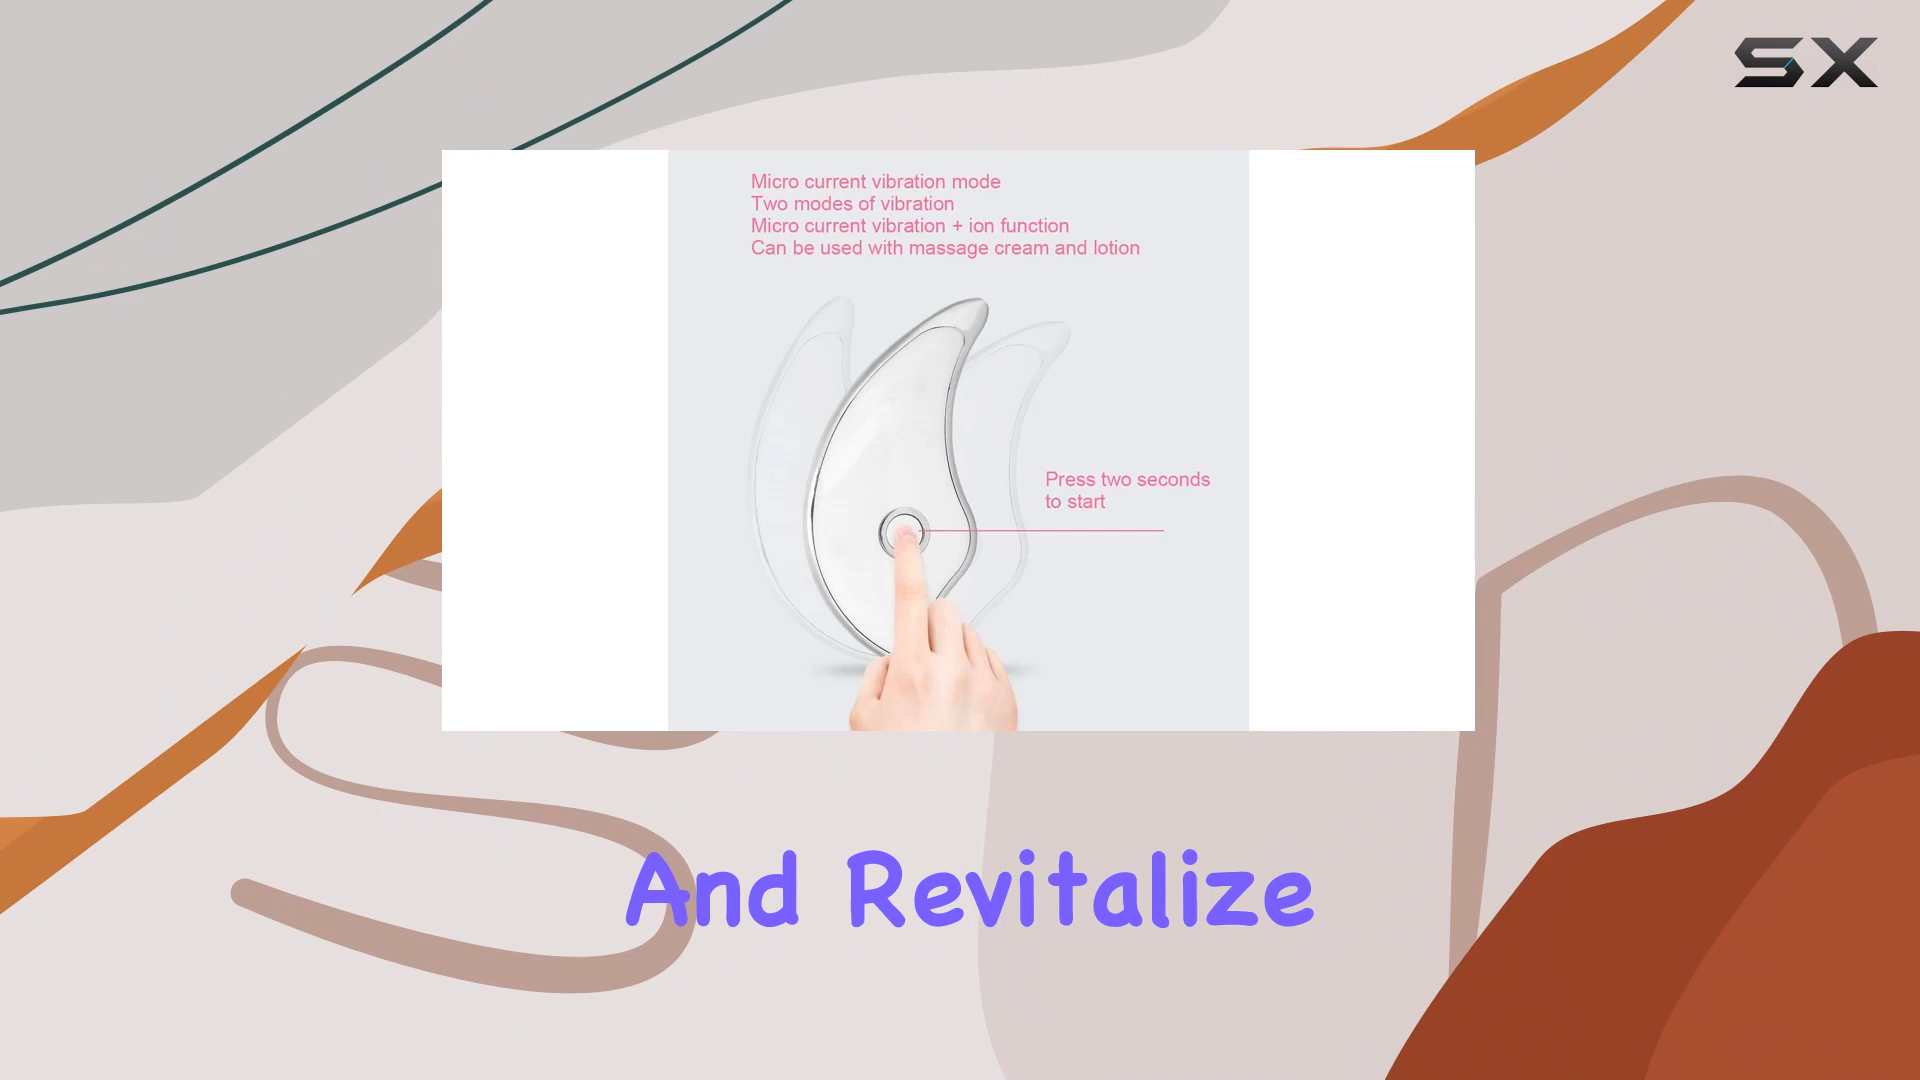 SX
Micro current vibration mode
Two modes of vibration
Micro current vibration + ion function
Can be used with massage cream and lotion
Press two seconds
to start
And Revitalize